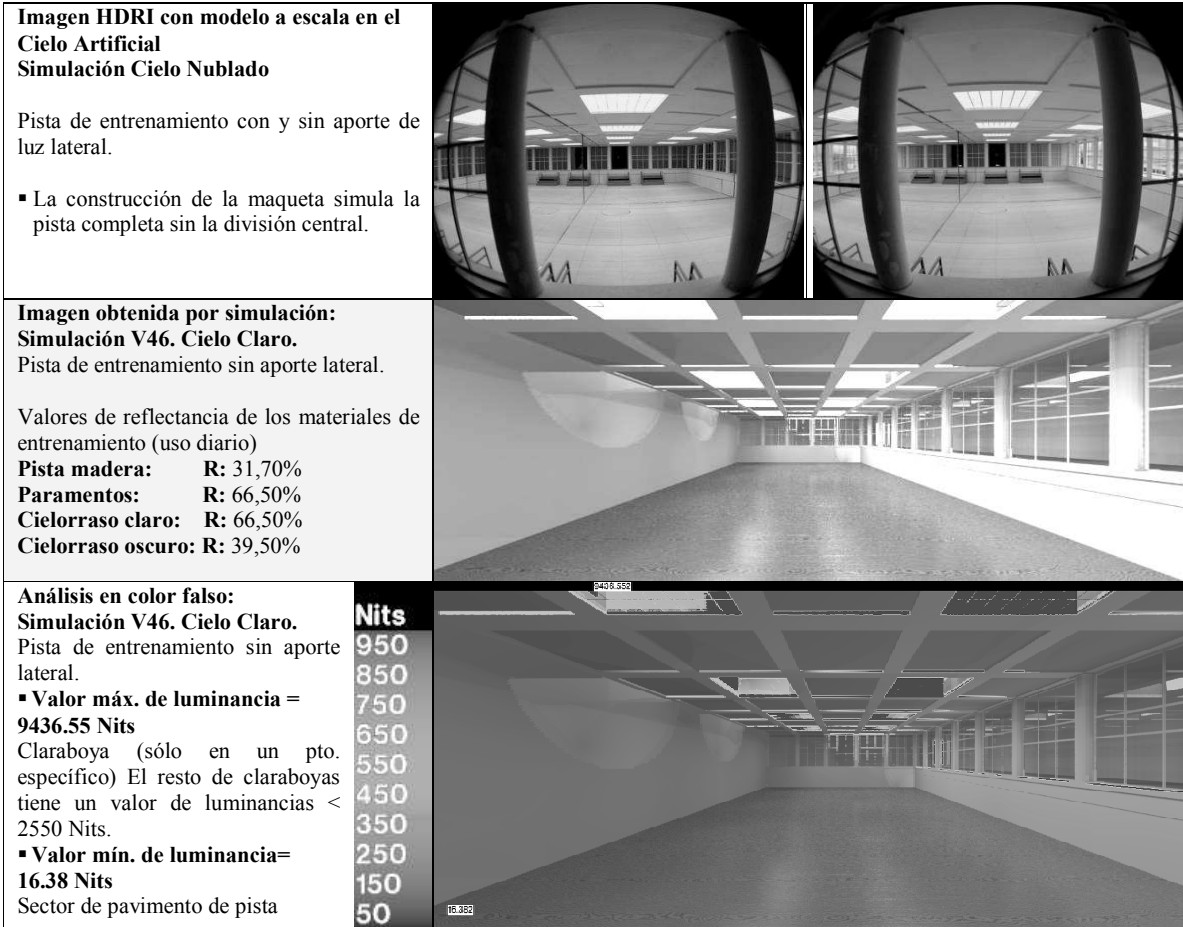 Imagen HDRI con modelo a escala en el
Cielo Artificial
Simulación Cielo Nublado
Pista de entrenamiento con y sin aporte de
luz lateral.
▪ La construcción de la maqueta simula la
pista completa sin la división central.
Imagen obtenida por simulación:
Simulación V46. Cielo Claro.
Pista de entrenamiento sin aporte lateral.
Valores de reflectancia de los materiales de
entrenamiento (uso diario)
Pista madera: R: 31,70%
Paramentos: R: 66,50%
Cielorraso claro: R: 66,50%
Cielorraso oscuro: R: 39,50%
Análisis en color falso:
Simulación V46. Cielo Claro.
Pista de entrenamiento sin aporte
lateral.
▪ Valor máx. de luminancia =
9436.55 Nits
Claraboya (sólo en un pto.
específico) El resto de claraboyas
tiene un valor de luminancias <
2550 Nits.
▪ Valor mín. de luminancia=
16.38 Nits
Sector de pavimento de pista
Nits
950
850
750
650
550
450
350
250
150
50
9436.552
16.382